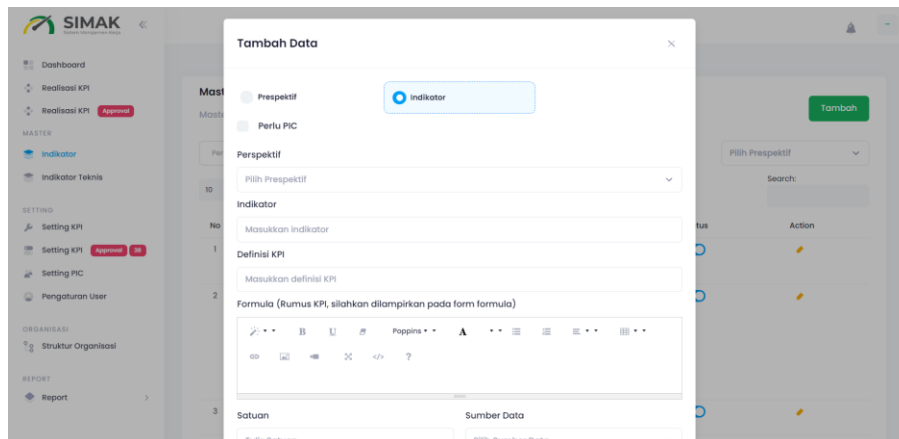 SIMAK
Sistem Manajemen Kerja
Dashboard
Realisasi KPI
Realisasi KPI Approval
MASTER
Indikator
Indikator Teknis
SETTING
Setting KPI
Setting KPI Approval 38
Setting PIC
Pengaturan User
ORGANISASI
Struktur Organisasi
REPORT
Report
Tambah
Pilih Prespektif
10
Search:
No
Action
1
2
3
Tambah Data
Prespektif
Indikator
Perlu PIC
Perspektif
Pilih Prespektif
Indikator
Masukkan indikator
Definisi KPI
Masukkan definisi KPI
Formula (Rumus KPI, silahkan dilampirkan pada form formula)
B U Poppins A
</> ?
Satuan Sumber Data